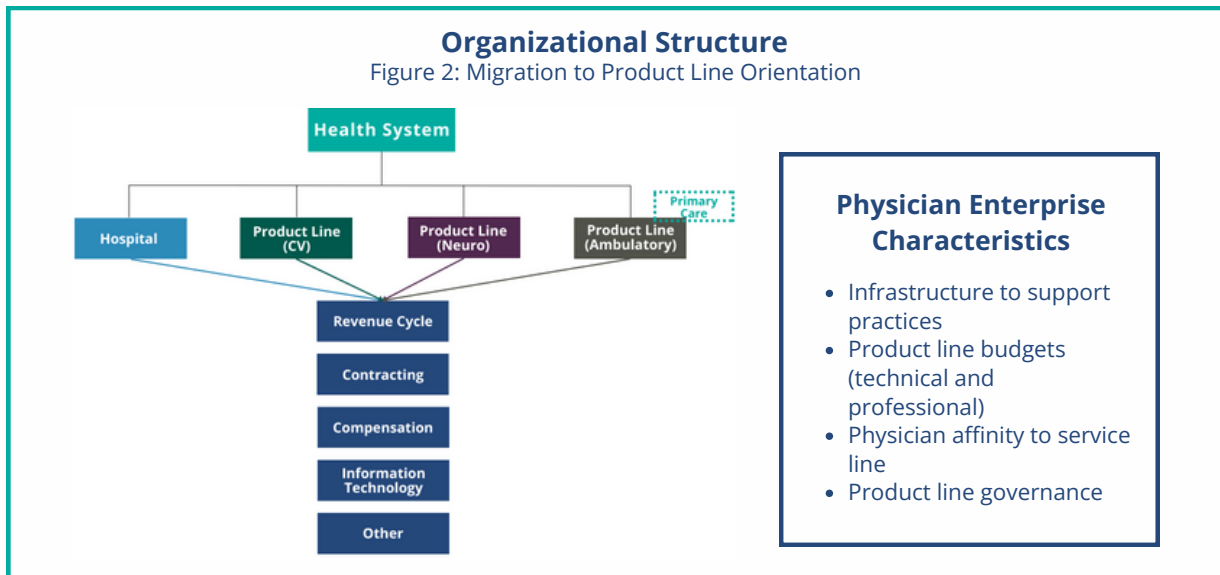 Organizational Structure
Figure 2: Migration to Product Line Orientation
Health System
Primary
Care
Hospital
Product Line
(CV)
Product Line
(Neuro)
Product Line
(Ambulatory)
Revenue Cycle
Contracting
Compensation
Information
Technology
Other
Physician Enterprise
Characteristics
• Infrastructure to support
practices
• Product line budgets
(technical and
professional)
• Physician affinity to service
line
• Product line governance